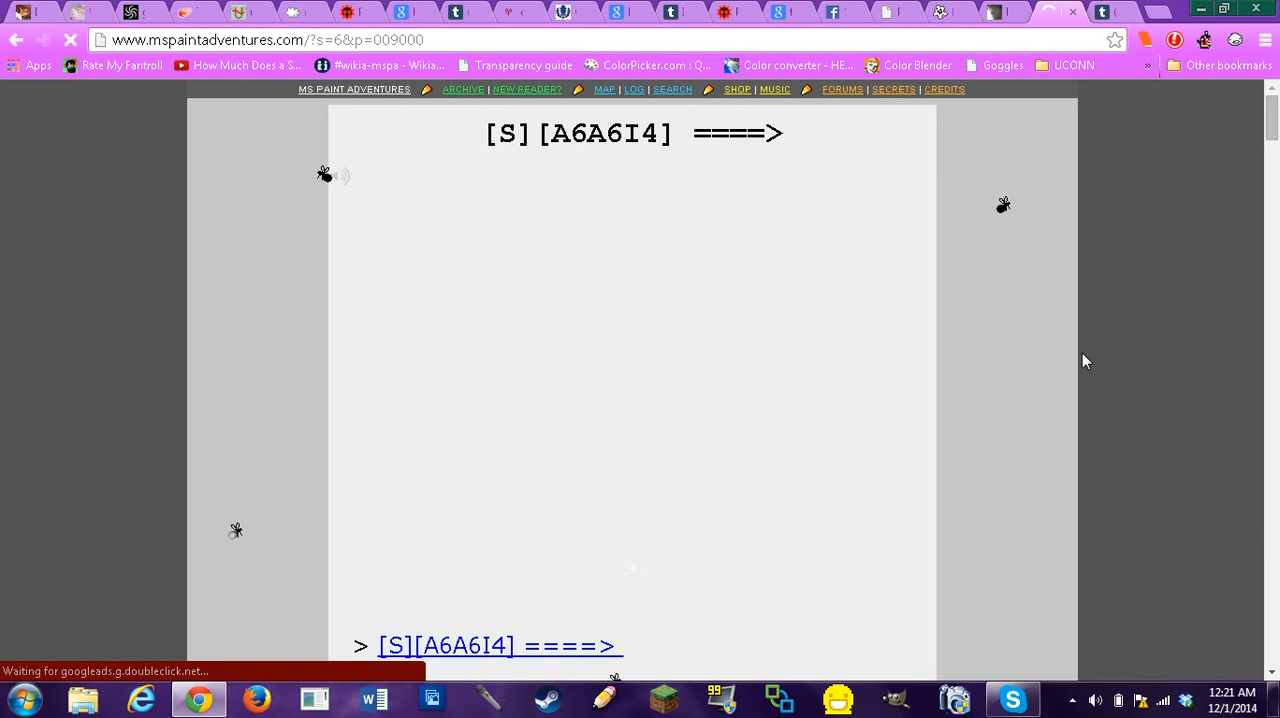 www.mspaintadventures.com/?s=6&p=009000
Apps Rate My Fantroll How Much Does a S... #wikia-mspa - Wikia... Transparency guide ColorPicker.com : Q... Color converter - HE... Color Blender Goggles UCONN » Other bookmarks
MS PAINT ADVENTURES ARCHIVE | NEW READER? MAP | LOG | SEARCH SHOP | MUSIC FORUMS | SECRETS | CREDITS
[S][A6A6I4] ====>
> [S][A6A6I4] ====>
Waiting for googleads.g.doubleclick.net...
99
12:21 AM
12/1/2014